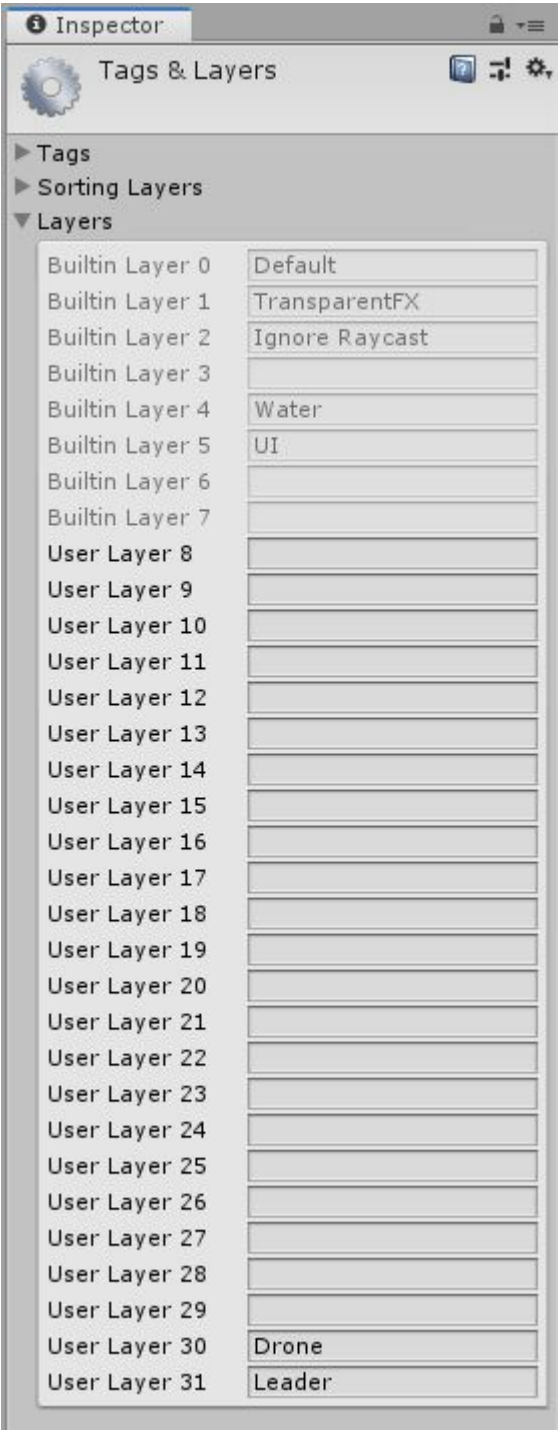 Inspector
Tags & Layers
Tags
Sorting Layers
Layers
Builtin Layer 0 Default
Builtin Layer 1 TransparentFX
Builtin Layer 2 Ignore Raycast
Builtin Layer 3
Builtin Layer 4 Water
Builtin Layer 5 UI
Builtin Layer 6
Builtin Layer 7
User Layer 8
User Layer 9
User Layer 10
User Layer 11
User Layer 12
User Layer 13
User Layer 14
User Layer 15
User Layer 16
User Layer 17
User Layer 18
User Layer 19
User Layer 20
User Layer 21
User Layer 22
User Layer 23
User Layer 24
User Layer 25
User Layer 26
User Layer 27
User Layer 28
User Layer 29
User Layer 30 Drone
User Layer 31 Leader